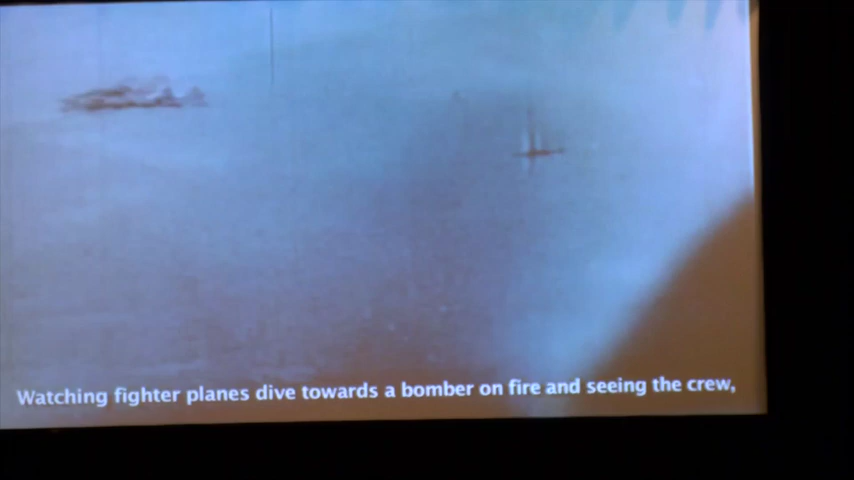 Watching fighter planes dive towards a bomber on fire and seeing the crew,